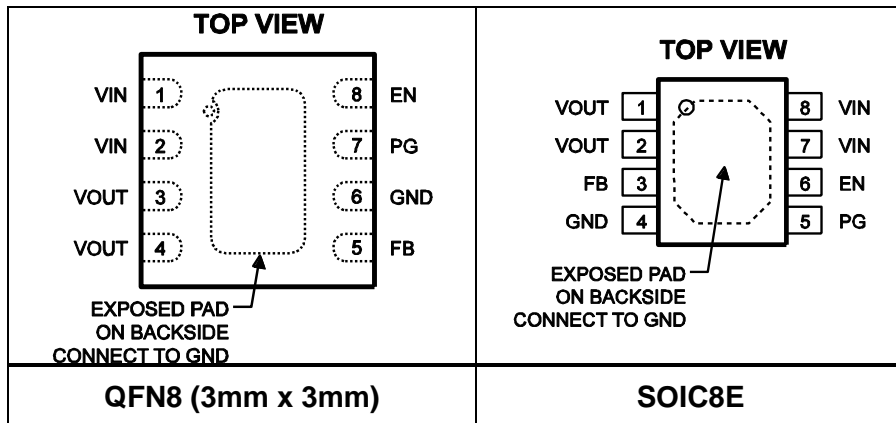 TOP VIEW
VIN 1 8 EN
VIN 2 7 PG
VOUT 3 6 GND
VOUT 4 5 FB
EXPOSED PAD
ON BACKSIDE
CONNECT TO GND
QFN8 (3mm x 3mm)
TOP VIEW
VOUT 1 8 VIN
VOUT 2 7 VIN
FB 3 6 EN
GND 4 5 PG
EXPOSED PAD
ON BACKSIDE
CONNECT TO GND
SOIC8E